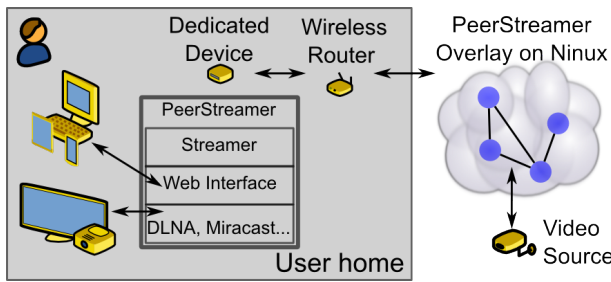 Dedicated
Device
Wireless
Router
PeerStreamer
Overlay on Ninux
PeerStreamer
Streamer
Web Interface
DLNA, Miracast...
User home
Video
Source